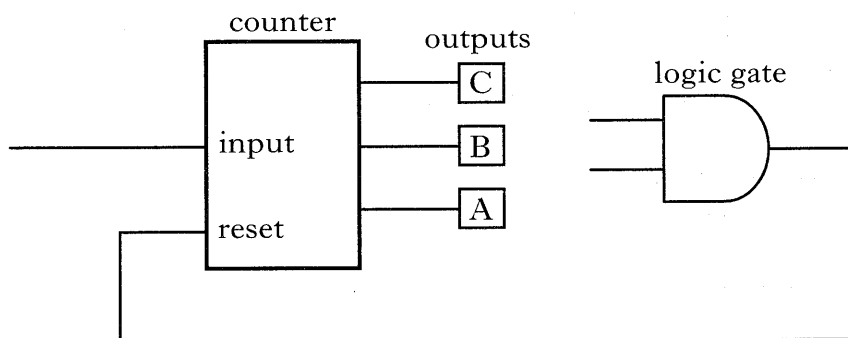 counter
outputs
logic gate
C
input
B
A
reset